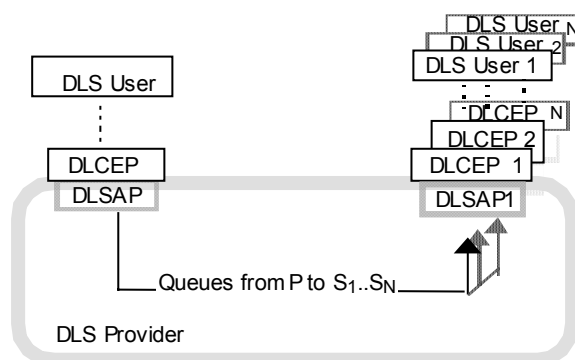 DLS User N
DLS User 2
DLS User 1
DLS User
DLCEP N
DLCEP 2
DLCEP
DLCEP 1
DLSAP
DLSAP1
Queues from P to S1..SN
DLS Provider